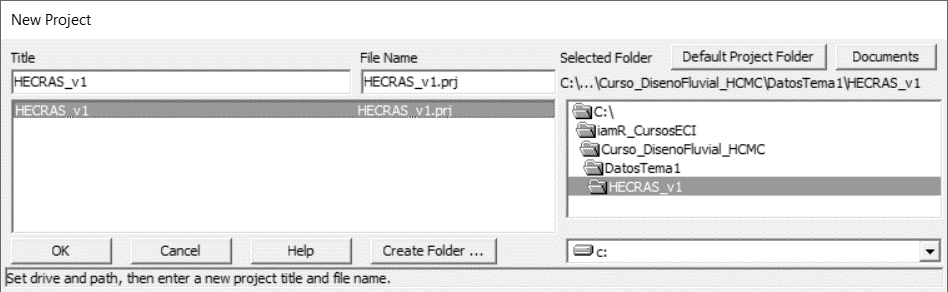 New Project
Title File Name Selected Folder Default Project Folder Documents
HECRAS_v1 HECRAS_v1.prj C:\...\Curso_DisenoFluvial_HCMC\DatosTema1\HECRAS_v1
HECRAS_v1 HECRAS_v1.prj C:\
iamR_CursosECI
Curso_DisenoFluvial_HCMC
DatosTema1
HECRAS_v1
OK Cancel Help Create Folder ... c:
Set drive and path, then enter a new project title and file name.